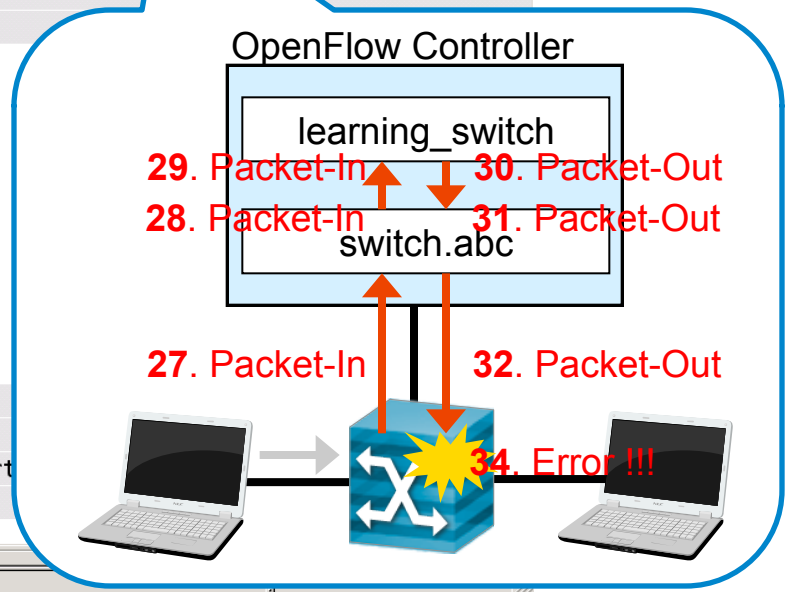 OpenFlow Controller
learning_switch
29. Packet-In
30. Packet-Out
28. Packet-In
31. Packet-Out
switch.abc
27. Packet-In
32. Packet-Out
34. Error !!!
rt